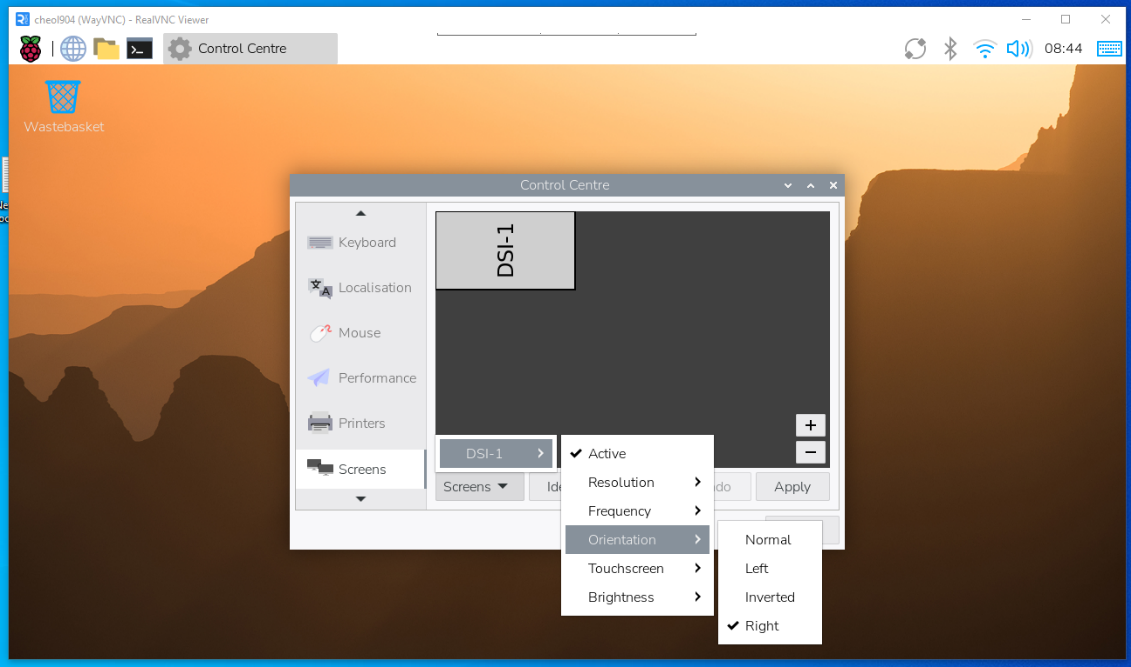 cheol904 (WayVNC) - RealVNC Viewer
Control Centre
08:44
Wastebasket
Control Centre
Keyboard
Localisation
Mouse
Performance
Printers
Screens
DSI-1
+
−
DSI-1
Screens
Apply
Active
Resolution
Frequency
Orientation
Touchscreen
Brightness
Normal
Left
Inverted
Right